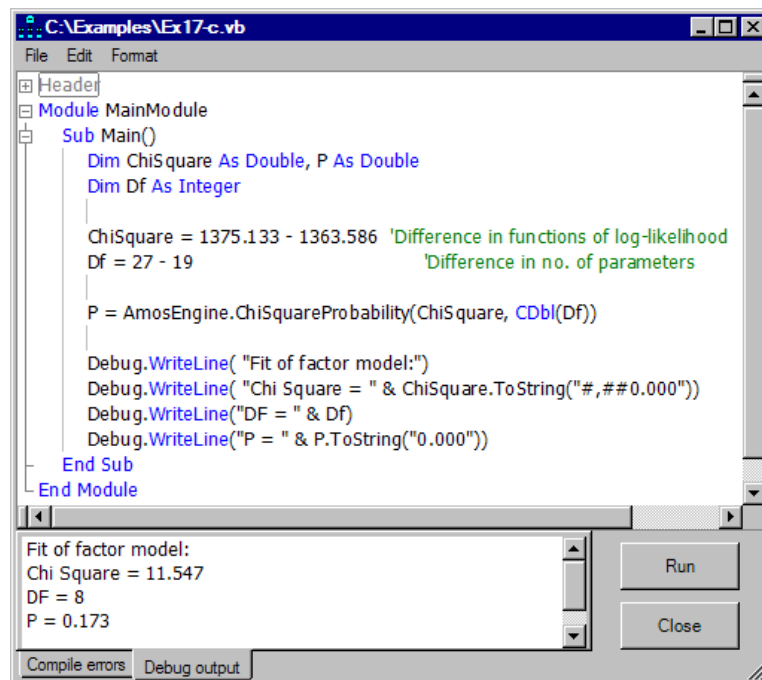 C:\Examples\Ex17-c.vb
File Edit Format
Header
Module MainModule
Sub Main()
Dim ChiSquare As Double, P As Double
Dim Df As Integer
ChiSquare = 1375.133 - 1363.586 'Difference in functions of log-likelihood
Df = 27 - 19 'Difference in no. of parameters
P = AmosEngine.ChiSquareProbability(ChiSquare, CDbl(Df))
Debug.WriteLine( "Fit of factor model:")
Debug.WriteLine( "Chi Square = " & ChiSquare.ToString("#,##0.000"))
Debug.WriteLine("DF = " & Df)
Debug.WriteLine("P = " & P.ToString("0.000"))
End Sub
End Module
Fit of factor model:
Chi Square = 11.547
DF = 8
P = 0.173
Run
Close
Compile errors Debug output